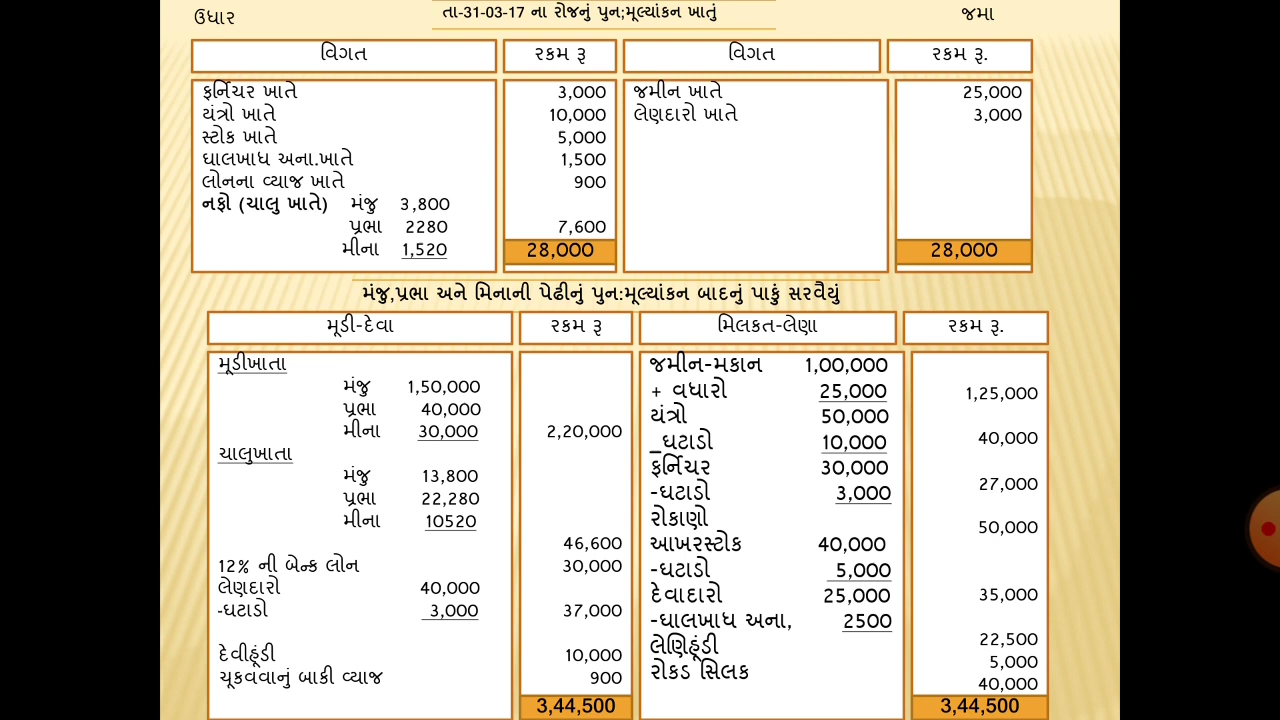 ઉધાર તા-31-03-17 ના રોજનું પુન;મૂલ્યાંકન ખાતું જમા
વિગત રકમ રૂ વિગત રકમ રૂ.
ફર્નિચર ખાતે 3,000 જમીન ખાતે 25,000
યંત્રો ખાતે 10,000 લેણદારો ખાતે 3,000
સ્ટોક ખાતે 5,000
ઘાલખાધ અના.ખાતે 1,500
લોનના વ્યાજ ખાતે 900
નફો (ચાલુ ખાતે) મંજુ 3,800
પ્રભા 2280 7,600
મીના 1,520 28,000 28,000
મંજુ,પ્રભા અને મિનાની પેઢીનું પુન:મૂલ્યાંકન બાદનું પાકું સરવૈયું
મૂડી-દેવા રકમ રૂ મિલકત-લેણા રકમ રૂ.
મૂડીખાતા જમીન-મકાન 1,00,000
મંજુ 1,50,000 + વધારો 25,000 1,25,000
પ્રભા 40,000 યંત્રો 50,000
મીના 30,000 2,20,000 _ઘટાડો 10,000 40,000
ચાલુખાતા ફર્નિચર 30,000
મંજુ 13,800 -ઘટાડો 3,000 27,000
પ્રભા 22,280 રોકાણો 50,000
મીના 10520
46,600 આખરસ્ટોક 40,000
12% ની બેન્ક લોન 30,000 -ઘટાડો 5,000 35,000
લેણદારો 40,000 દેવાદારો 25,000
-ઘટાડો 3,000 37,000 -ઘાલખાધ અના, 2500 22,500
દેવીહૂંડી 10,000 લેણિહૂંડી 5,000
ચૂકવવાનું બાકી વ્યાજ 900 રોકડ સિલક 40,000
3,44,500 3,44,500